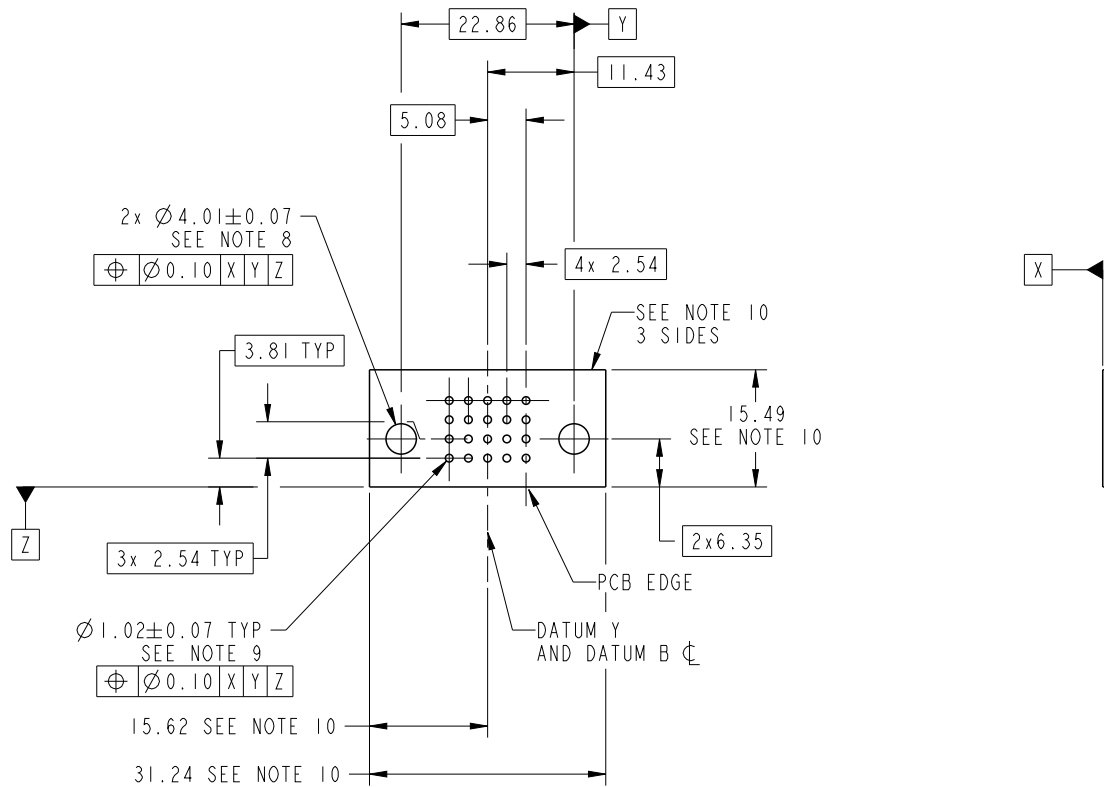 22.86
Y
11.43
5.08
2x Ø4.01±0.07
SEE NOTE 8
⌖ Ø0.10 X Y Z
4x 2.54
X
SEE NOTE 10
3 SIDES
3.81 TYP
15.49
SEE NOTE 10
Z
3x 2.54 TYP
2x6.35
PCB EDGE
Ø1.02±0.07 TYP
SEE NOTE 9
⌖ Ø0.10 X Y Z
DATUM Y
AND DATUM B ℄
15.62 SEE NOTE 10
31.24 SEE NOTE 10